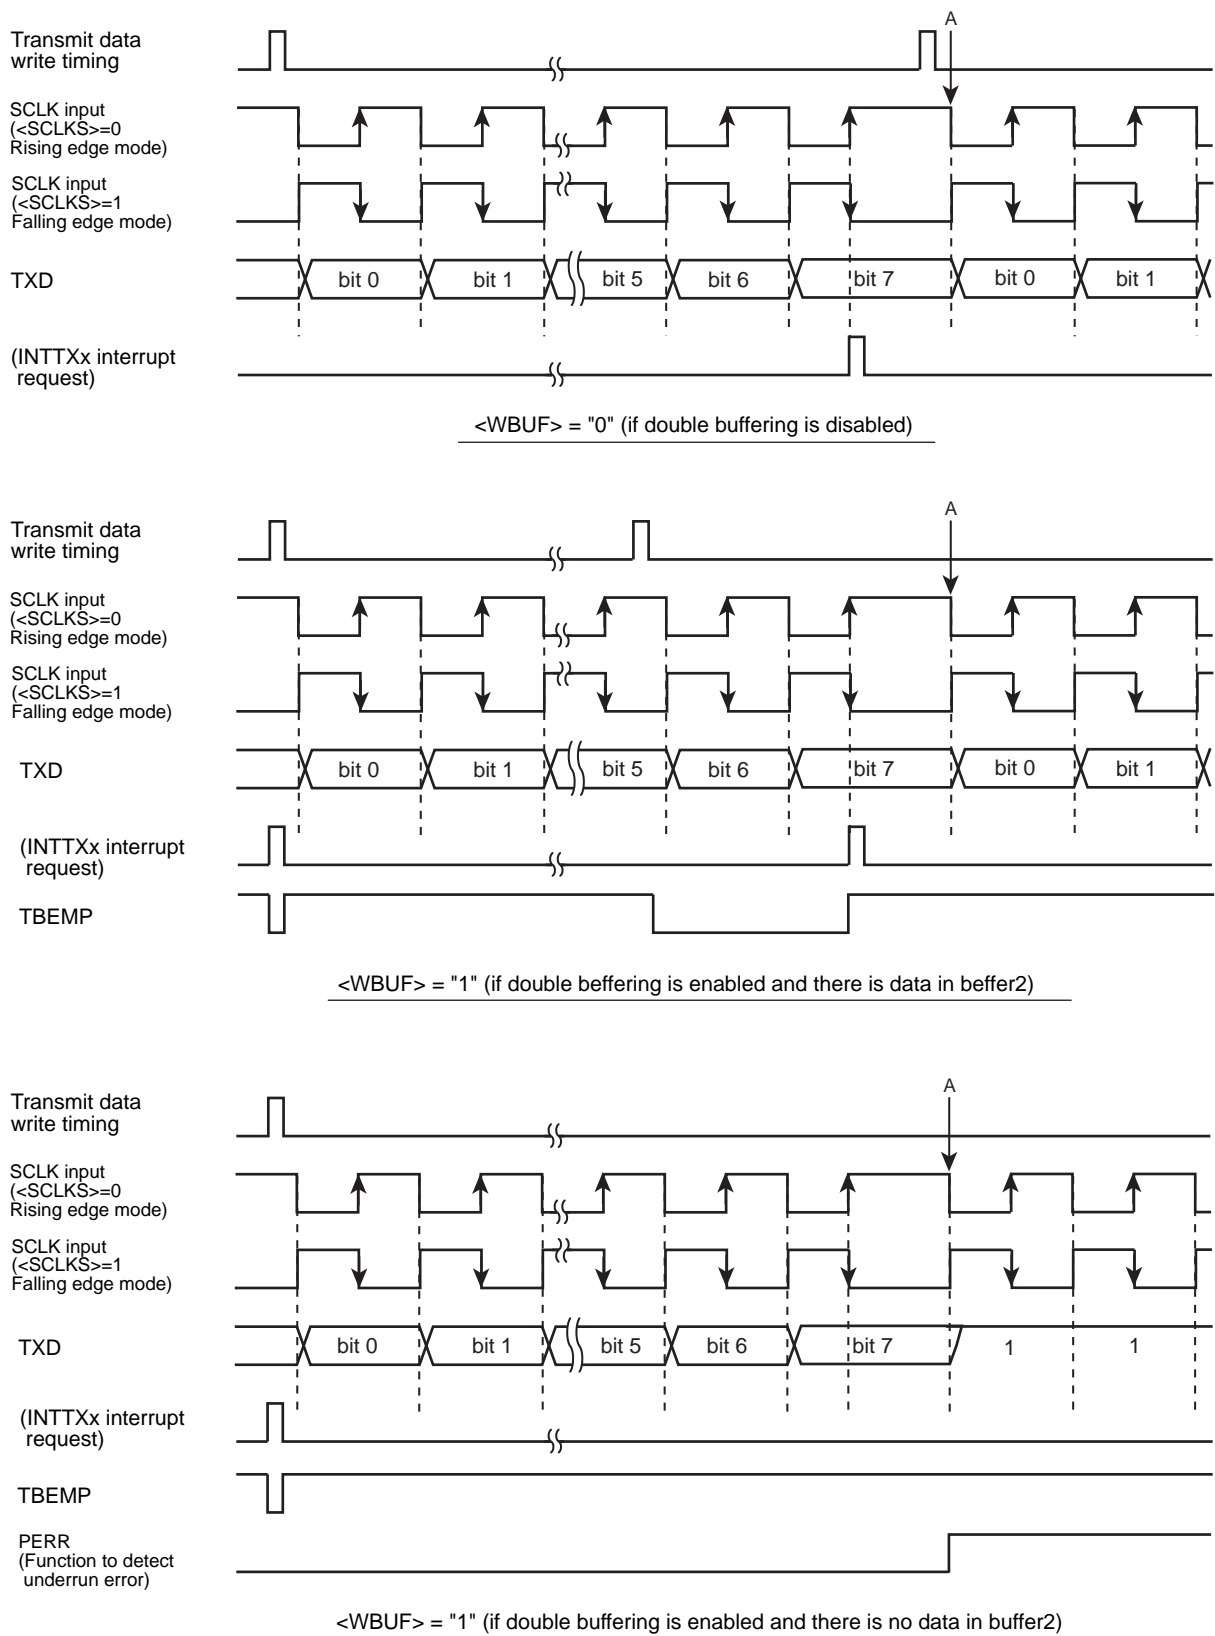 A
Transmit data
write timing
SCLK input
(<SCLKS>=0
Rising edge mode)
SCLK input
(<SCLKS>=1
Falling edge mode)
TXD
bit 0
bit 1
bit 5
bit 6
bit 7
bit 0
bit 1
(INTTXx interrupt
request)
<WBUF> = "0" (if double buffering is disabled)
A
Transmit data
write timing
SCLK input
(<SCLKS>=0
Rising edge mode)
SCLK input
(<SCLKS>=1
Falling edge mode)
TXD
bit 0
bit 1
bit 5
bit 6
bit 7
bit 0
bit 1
(INTTXx interrupt
request)
TBEMP
<WBUF> = "1" (if double beffering is enabled and there is data in beffer2)
A
Transmit data
write timing
SCLK input
(<SCLKS>=0
Rising edge mode)
SCLK input
(<SCLKS>=1
Falling edge mode)
TXD
bit 0
bit 1
bit 5
bit 6
bit 7
1
1
(INTTXx interrupt
request)
TBEMP
PERR
(Function to detect
underrun error)
<WBUF> = "1" (if double buffering is enabled and there is no data in buffer2)